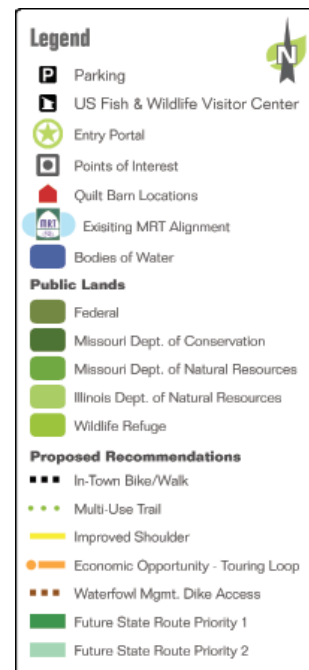 Legend
N
P Parking
US Fish & Wildlife Visitor Center
Entry Portal
Points of Interest
Quilt Barn Locations
MRT Exisiting MRT Alignment
Bodies of Water
Public Lands
Federal
Missouri Dept. of Conservation
Missouri Dept. of Natural Resources
Illinois Dept. of Natural Resources
Wildlife Refuge
Proposed Recommendations
In-Town Bike/Walk
Multi-Use Trail
Improved Shoulder
Economic Opportunity - Touring Loop
Waterfowl Mgmt. Dike Access
Future State Route Priority 1
Future State Route Priority 2